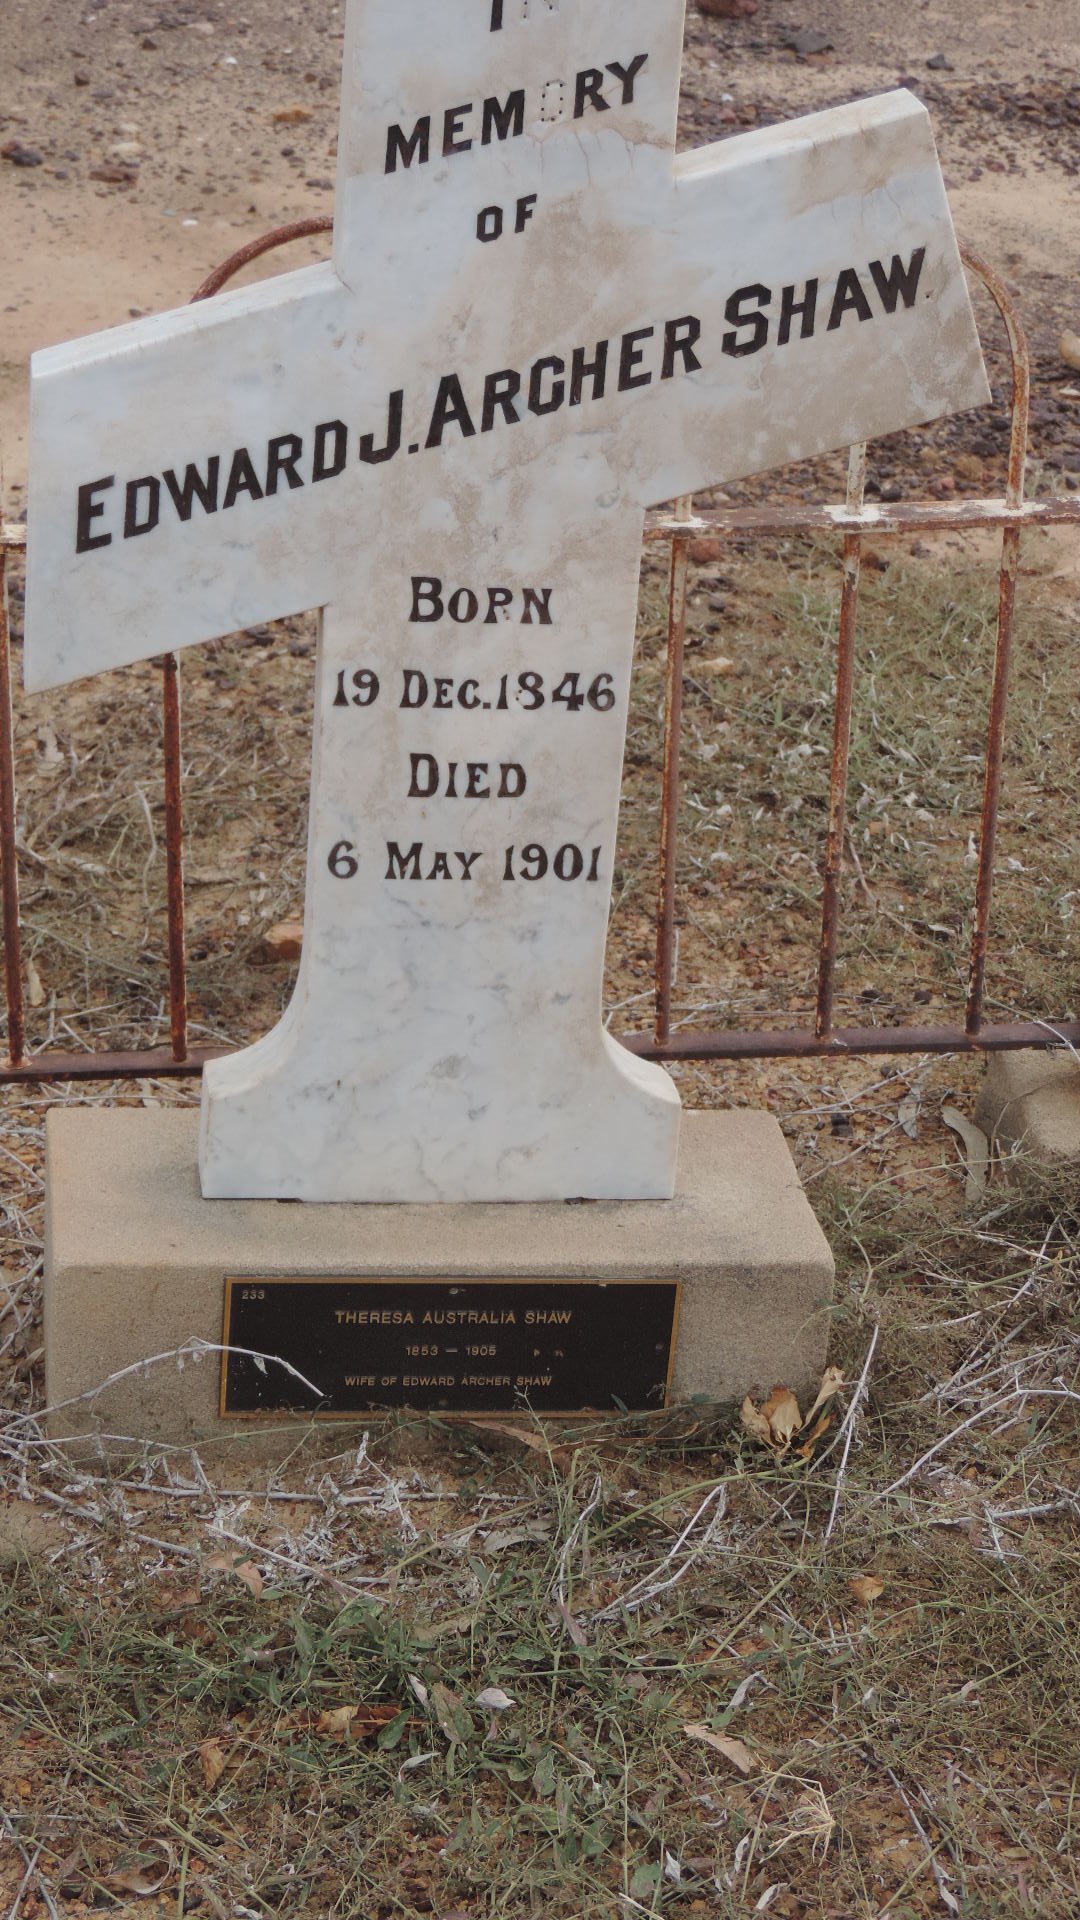 IN
MEMORY
OF
EDWARD J. ARCHER SHAW.
BORN
19 DEC. 1846
DIED
6 MAY 1901
233
THERESA AUSTRALIA SHAW
1853 — 1905
WIFE OF EDWARD ARCHER SHAW